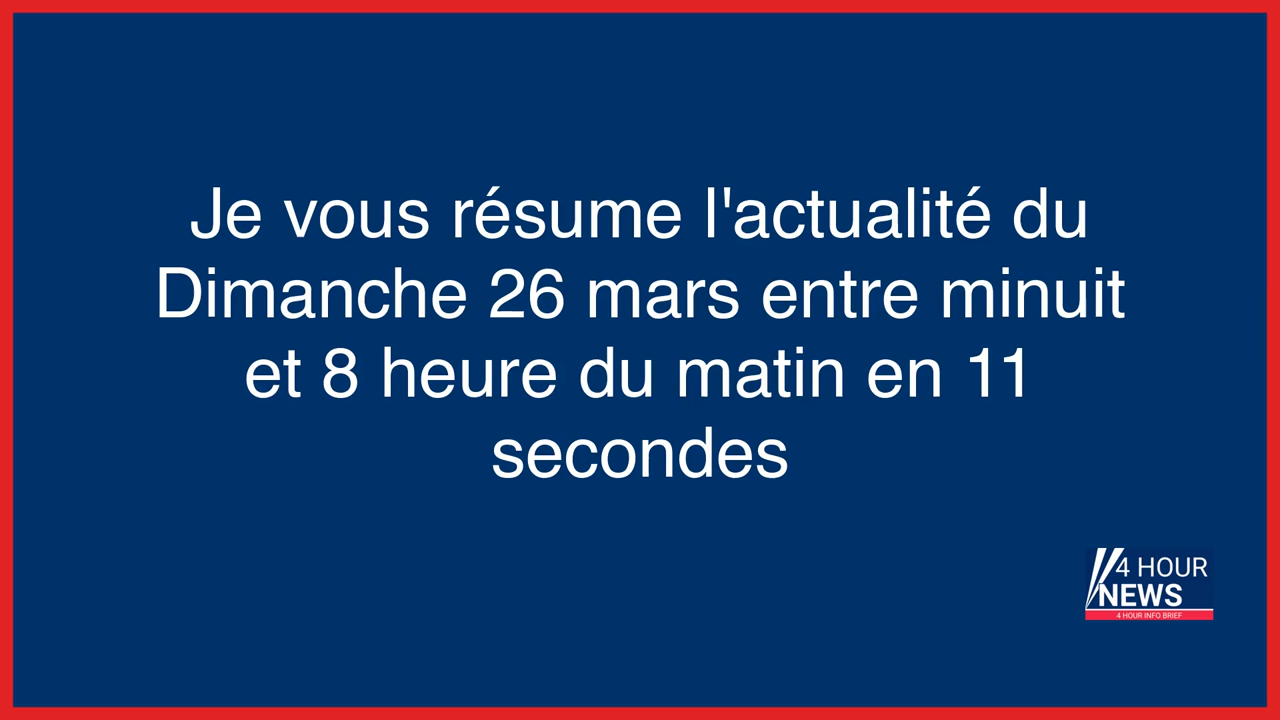 Je vous résume l'actualité du
Dimanche 26 mars entre minuit
et 8 heure du matin en 11
secondes
4 HOUR
NEWS
4 HOUR INFO BRIEF